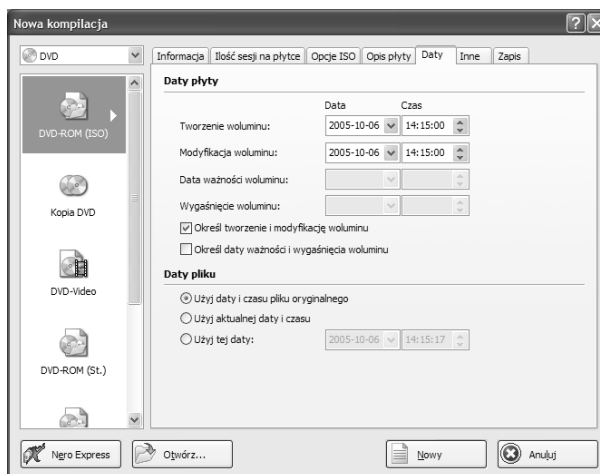 Nowa kompilacja
DVD
Informacja Ilość sesji na płytce Opcje ISO Opis płyty Daty Inne Zapis
DVD-ROM (ISO)
Kopia DVD
DVD-Video
DVD-ROM (St.)
Daty płyty
Data Czas
Tworzenie woluminu: 2005-10-06 14:15:00
Modyfikacja woluminu: 2005-10-06 14:15:00
Data ważności woluminu:
Wygaśnięcie woluminu:
Określ tworzenie i modyfikację woluminu
Określ daty ważności i wygaśnięcia woluminu
Daty pliku
Użyj daty i czasu pliku oryginalnego
Użyj aktualnej daty i czasu
Użyj tej daty: 2005-10-06 14:15:17
Nero Express Otwórz... Nowy Anuluj